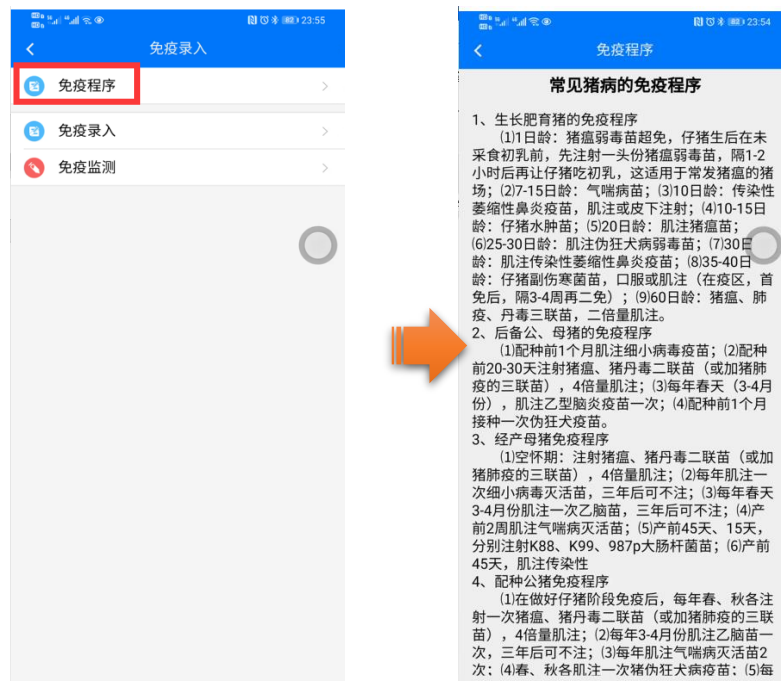 23:55
免疫录入
免疫程序
免疫录入
免疫监测
23:54
免疫程序
常见猪病的免疫程序
1、生长肥育猪的免疫程序
⑴1日龄：猪瘟弱毒苗超免，仔猪生后在未
采食初乳前，先注射一头份猪瘟弱毒苗，隔1-2
小时后再让仔猪吃初乳，这适用于常发猪瘟的猪
场；⑵7-15日龄：气喘病苗；⑶10日龄：传染性
萎缩性鼻炎疫苗，肌注或皮下注射；⑷10-15日
龄：仔猪水肿苗；⑸20日龄：肌注猪瘟苗；
⑹25-30日龄：肌注伪狂犬病弱毒苗；⑺30日
龄：肌注传染性萎缩性鼻炎疫苗；⑻35-40日
龄：仔猪副伤寒菌苗，口服或肌注（在疫区，首
免后，隔3-4周再二免）；⑼60日龄：猪瘟、肺
疫、丹毒三联苗，二倍量肌注。
2、后备公、母猪的免疫程序
⑴配种前1个月肌注细小病毒疫苗；⑵配种
前20-30天注射猪瘟、猪丹毒二联苗（或加猪肺
疫的三联苗），4倍量肌注；⑶每年春天（3-4月
份），肌注乙型脑炎疫苗一次；⑷配种前1个月
接种一次伪狂犬疫苗。
3、经产母猪免疫程序
⑴空怀期：注射猪瘟、猪丹毒二联苗（或加
猪肺疫的三联苗），4倍量肌注；⑵每年肌注一
次细小病毒灭活苗，三年后可不注；⑶每年春天
3-4月份肌注一次乙脑苗，三年后可不注；⑷产
前2周肌注气喘病灭活苗；⑸产前45天、15天，
分别注射K88、K99、987p大肠杆菌苗；⑹产前
45天，肌注传染性
4、配种公猪免疫程序
⑴在做好仔猪阶段免疫后，每年春、秋各注
射一次猪瘟、猪丹毒二联苗（或加猪肺疫的三联
苗），4倍量肌注；⑵每年3-4月份肌注乙脑苗一
次，三年后可不注；⑶每年肌注气喘病灭活苗2
次；⑷春、秋各肌注一次猪伪狂犬病疫苗；⑸每